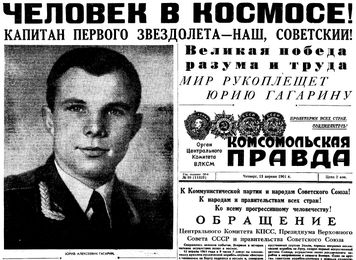 ЧЕЛОВЕК В КОСМОСЕ!
КАПИТАН ПЕРВОГО ЗВЕЗДОЛЕТА—НАШ, СОВЕТСКИЙ!
Великая победа
разума и труда
МИР РУКОПЛЕЩЕТ
ЮРИЮ ГАГАРИНУ
ПРОЛЕТАРИИ ВСЕХ СТРАН,
СОЕДИНЯЙТЕСЬ!
Орган
Центрального
Комитета
ВЛКСМ
КОМСОМОЛЬСКАЯ
ПРАВДА
Четверг, 13 апреля 1961 г.
Цена 2 коп.
К Коммунистической партии и народам Советского Союза!
К народам и правительствам всех стран!
Ко всему прогрессивному человечеству!
ОБРАЩЕНИЕ
Центрального Комитета КПСС, Президиума Верховного
Совета СССР и правительства Советского Союза
ЮРИЙ АЛЕКСЕЕВИЧ ГАГАРИН.